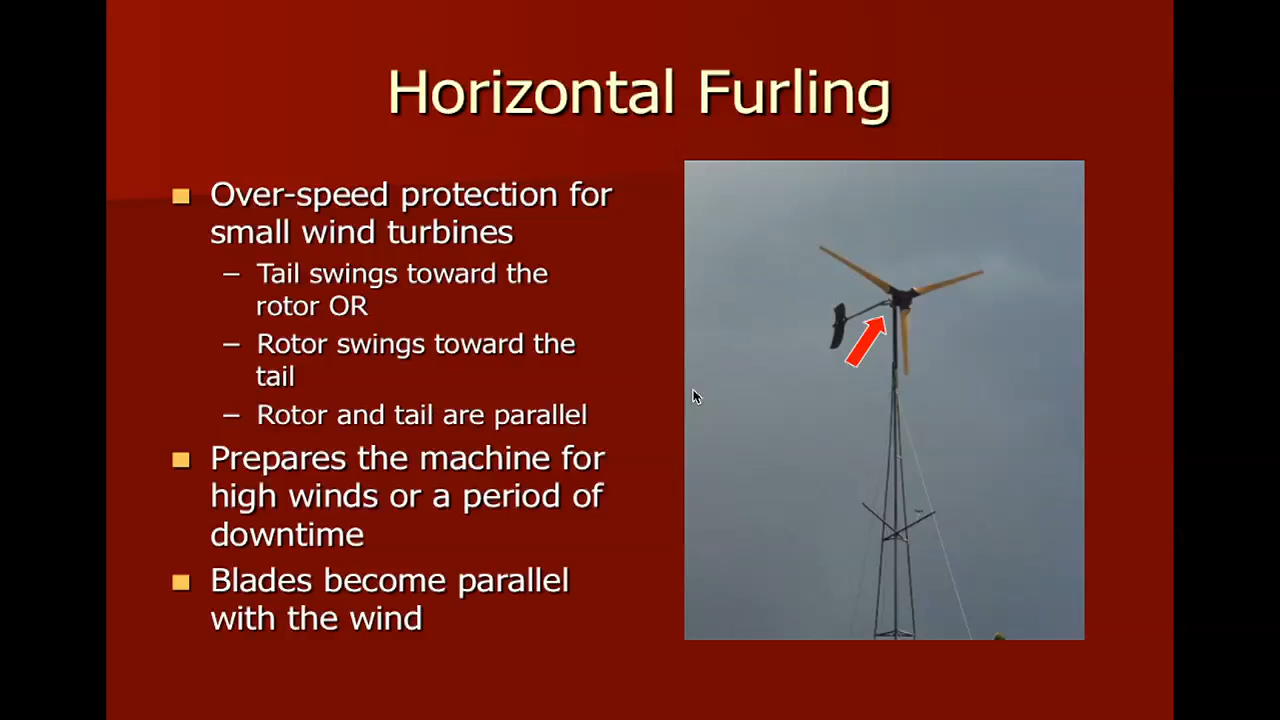 Horizontal Furling
Over-speed protection for
small wind turbines
– Tail swings toward the
rotor OR
– Rotor swings toward the
tail
– Rotor and tail are parallel
Prepares the machine for
high winds or a period of
downtime
Blades become parallel
with the wind